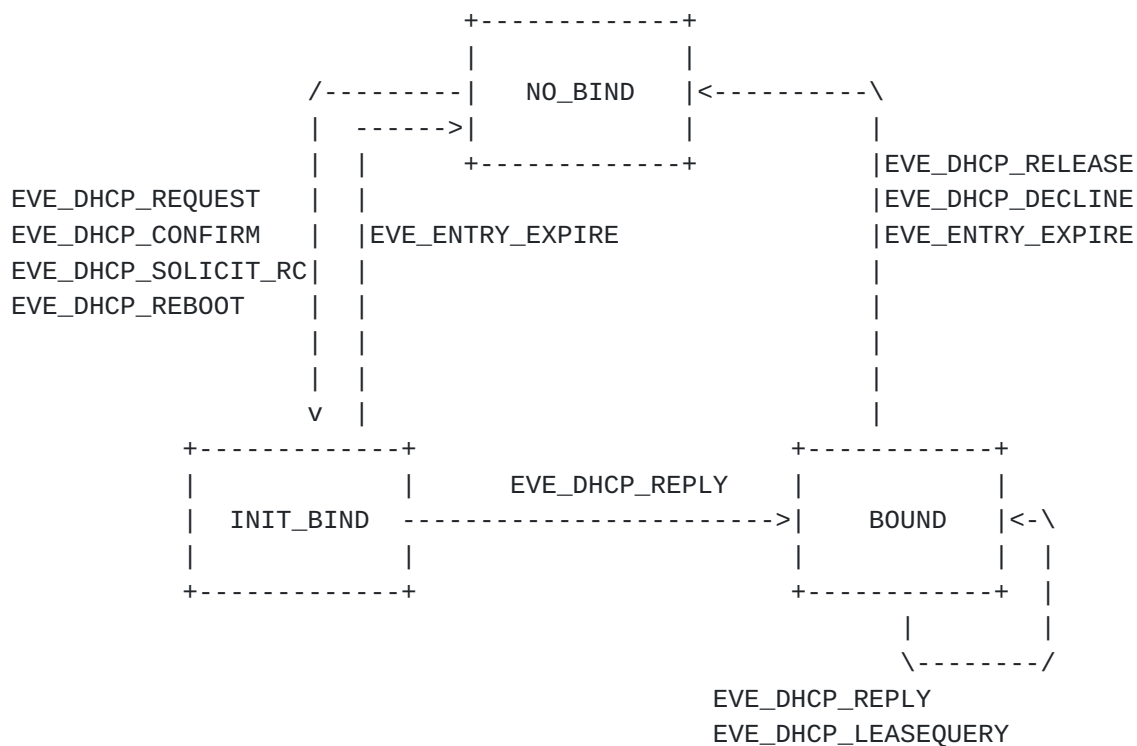 NO_BIND
EVE_DHCP_RELEASE
EVE_DHCP_REQUEST EVE_DHCP_DECLINE
EVE_DHCP_CONFIRM EVE_ENTRY_EXPIRE EVE_ENTRY_EXPIRE
EVE_DHCP_SOLICIT_RC
EVE_DHCP_REBOOT
EVE_DHCP_REPLY
INIT_BIND BOUND
EVE_DHCP_REPLY
EVE_DHCP_LEASEQUERY